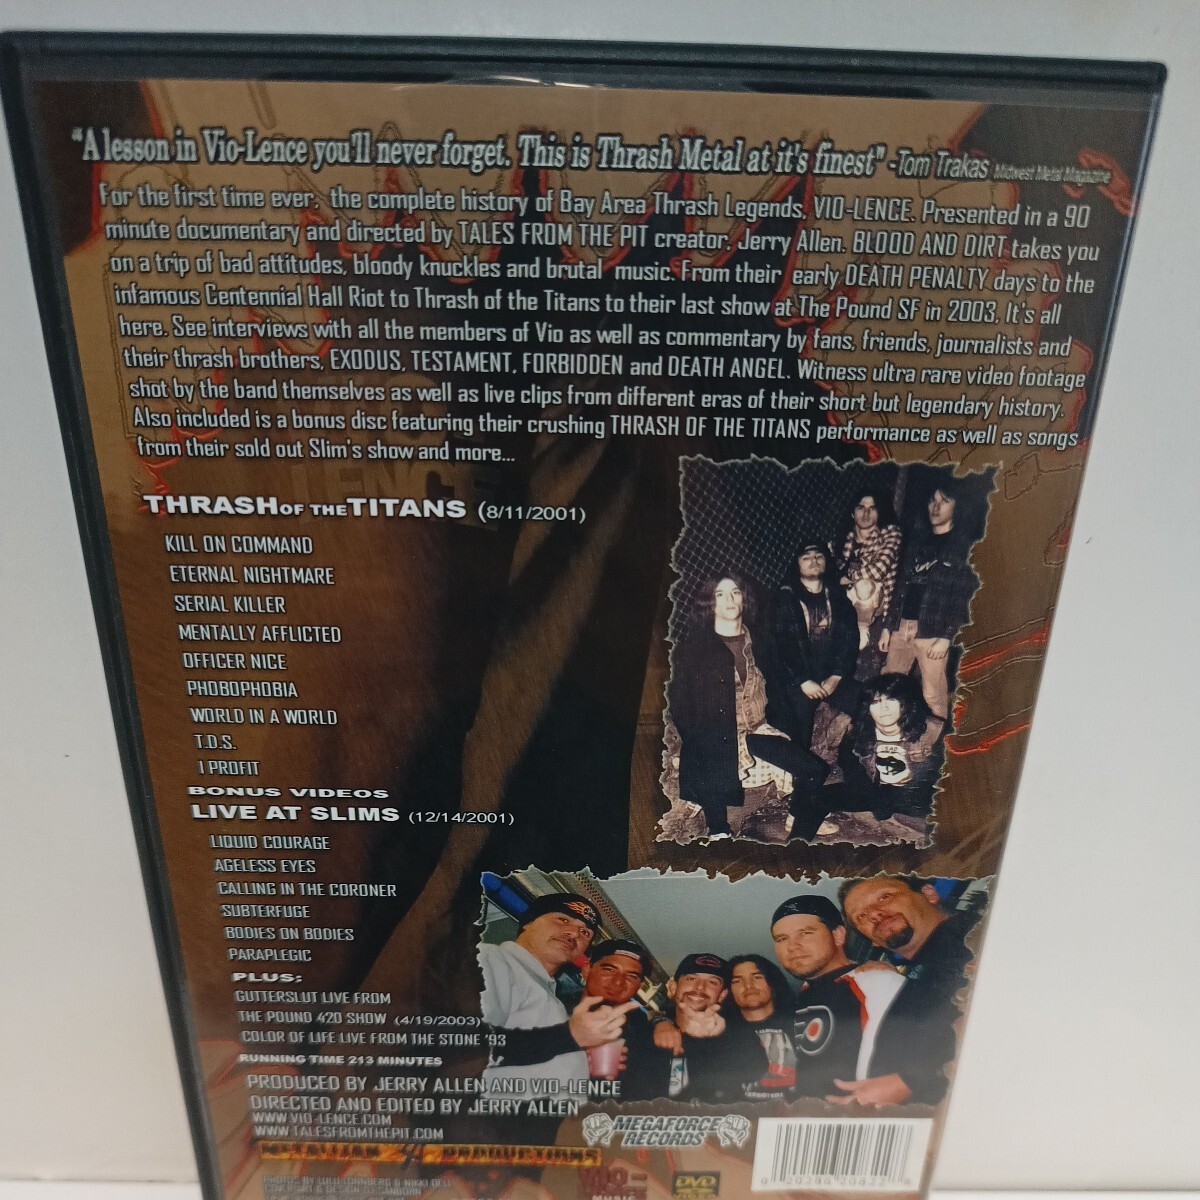 "A lesson in Vio-Lence you'll never forget. This is Thrash Metal at it's finest" -Tom Trakas Midwest Metal Magazine
For the first time ever, the complete history of Bay Area Thrash Legends, VIO-LENCE. Presented in a 90
minute documentary and directed by TALES FROM THE PIT creator, Jerry Allen. BLOOD AND DIRT takes you
on a trip of bad attitudes, bloody knuckles and brutal music. From their early DEATH PENALTY days to the
infamous Centennial Hall Riot to Thrash of the Titans to their last show at The Pound SF in 2003. It's all
here. See interviews with all the members of Vio as well as commentary by fans, friends, journalists and
their thrash brothers, EXODUS, TESTAMENT, FORBIDDEN and DEATH ANGEL. Witness ultra rare video footage
shot by the band themselves as well as live clips from different eras of their short but legendary history.
Also included is a bonus disc featuring their crushing THRASH OF THE TITANS performance as well as songs
from their sold out Slim's show and more...
THRASH OF THE TITANS (8/11/2001)
KILL ON COMMAND
ETERNAL NIGHTMARE
SERIAL KILLER
MENTALLY AFFLICTED
OFFICER NICE
PHOBOPHOBIA
WORLD IN A WORLD
T.D.S.
I PROFIT
BONUS VIDEOS
LIVE AT SLIMS (12/14/2001)
LIQUID COURAGE
AGELESS EYES
CALLING IN THE CORONER
SUBTERFUGE
BODIES ON BODIES
PARAPLEGIC
PLUS:
GUTTERSLUT LIVE FROM
THE POUND 420 SHOW (4/19/2003)
COLOR OF LIFE LIVE FROM THE STONE '93
RUNNING TIME 213 MINUTES
PRODUCED BY JERRY ALLEN AND VIO-LENCE
DIRECTED AND EDITED BY JERRY ALLEN
WWW.VIO-LENCE.COM
WWW.TALESFROMTHEPIT.COM
MEGAFORCE
RECORDS
PRODUCTIONS
MUSIC
DVD